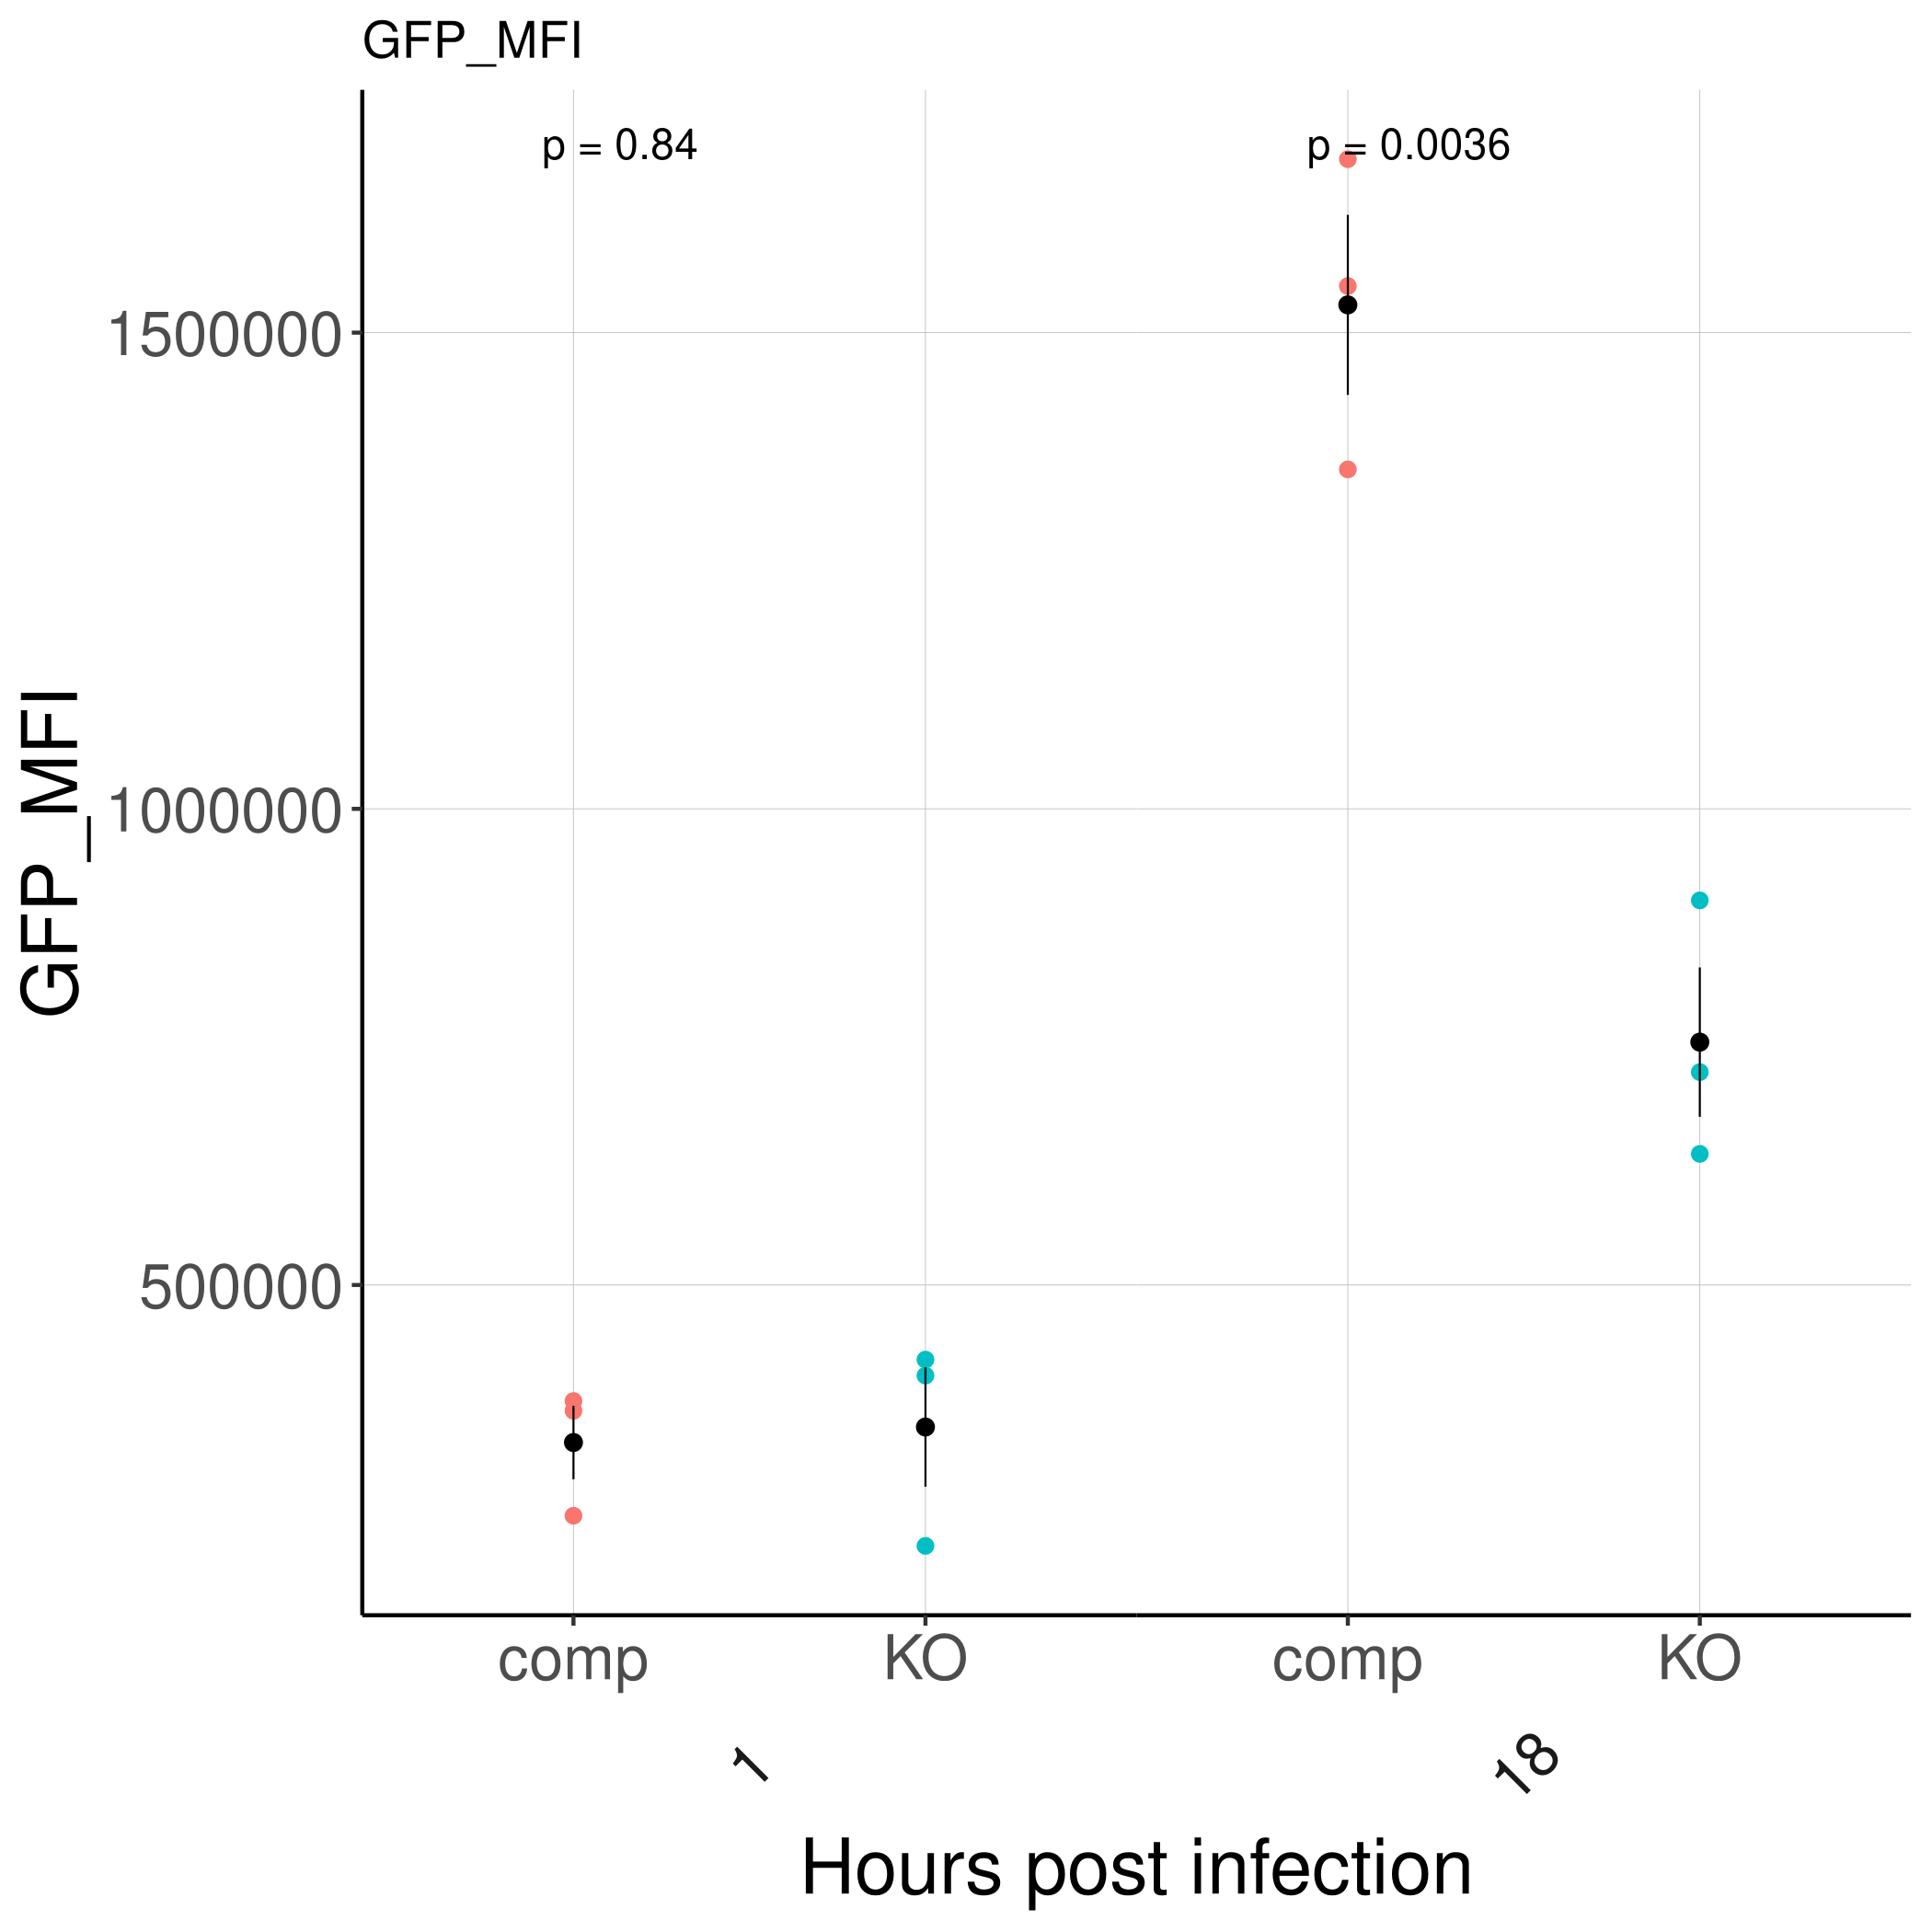 GFP_MFI
p = 0.84
p = 0.0036
GFP_MFI
1500000
1000000
500000
comp
KO
comp
KO
1
18
Hours post infection